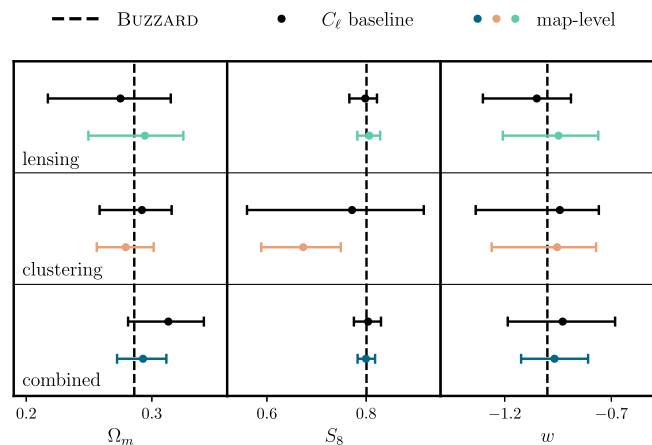 BUZZARD C_ℓ baseline map-level
lensing
clustering
combined
0.2 0.3 0.6 0.8 -1.2 -0.7
Ω_m S_8 w